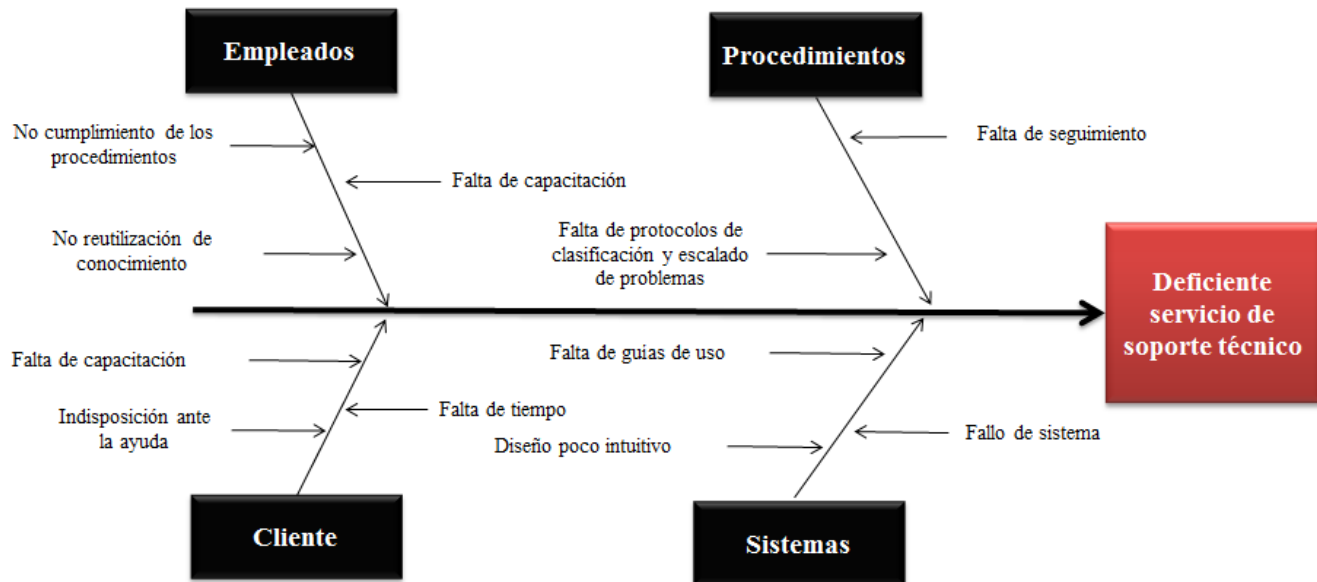 Empleados
Procedimientos
No cumplimiento de los
procedimientos
Falta de seguimiento
Falta de capacitación
Falta de protocolos de
clasificación y escalado
de problemas
No reutilización de
conocimiento
Deficiente
servicio de
soporte técnico
Falta de capacitación
Falta de guias de uso
Indisposición ante
la ayuda
Falta de tiempo
Diseño poco intuitivo
Fallo de sistema
Cliente
Sistemas